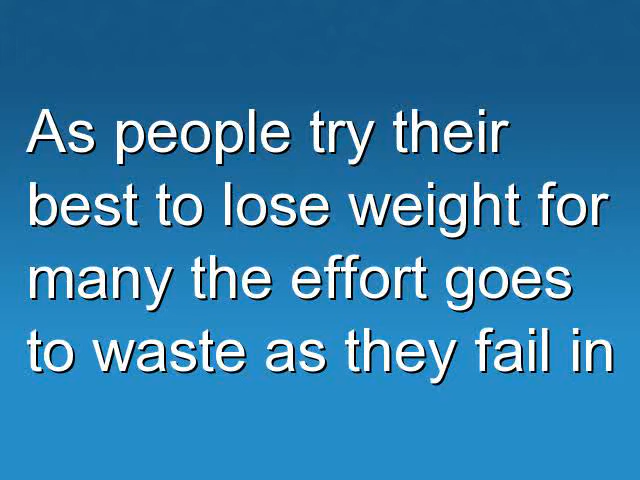 As people try their
best to lose weight for
many the effort goes
to waste as they fail in